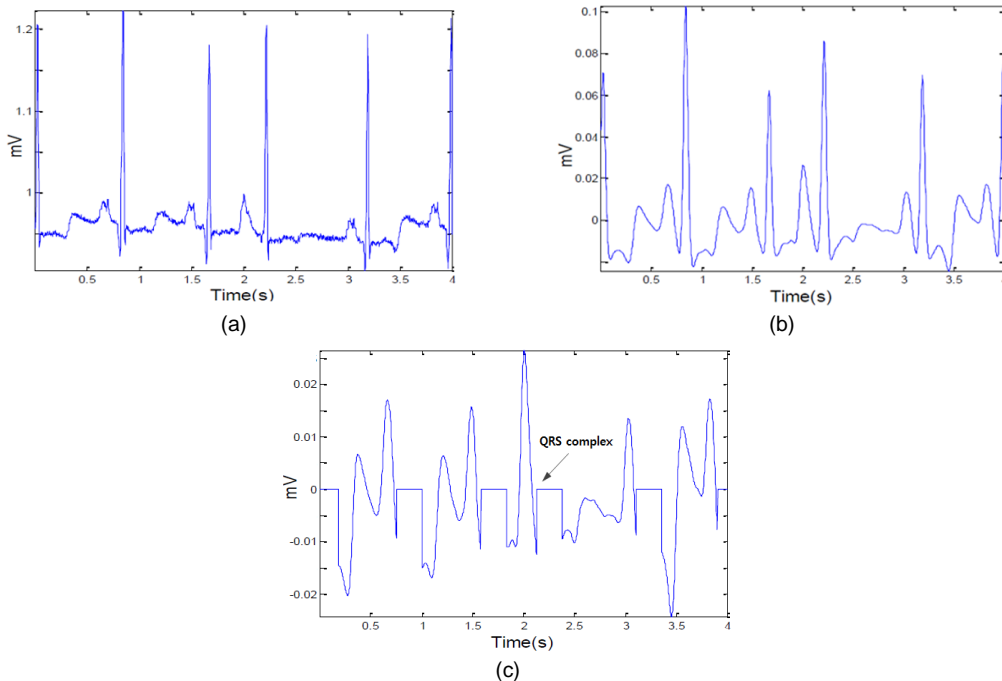 1.2
1.1
1
mV
0.5 1 1.5 2 2.5 3 3.5 4
Time(s)
(a)
0.1
0.08
0.06
0.04
0.02
0
mV
0.5 1 1.5 2 2.5 3 3.5
Time(s)
(b)
0.02
0.01
0
-0.01
-0.02
mV
QRS complex
0.5 1 1.5 2 2.5 3 3.5 4
Time(s)
(c)